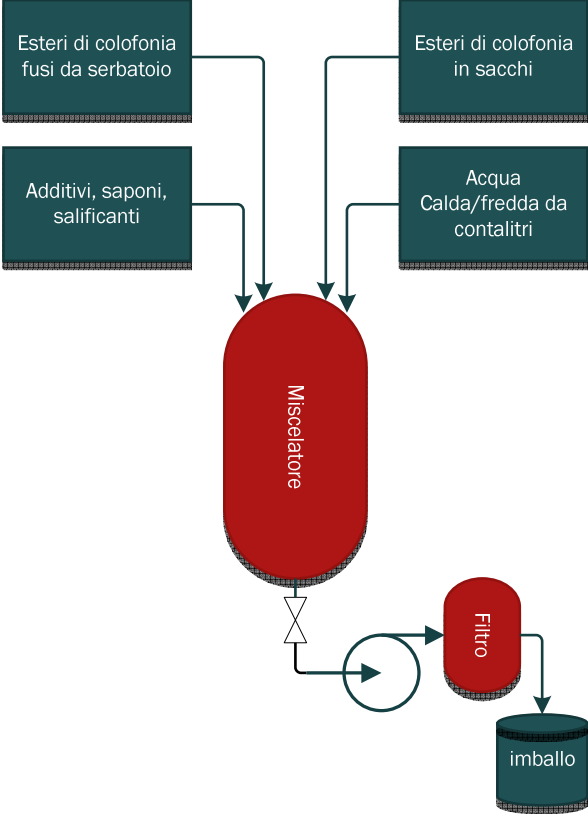 Esteri di colofonia
fusi da serbatoio
Esteri di colofonia
in sacchi
Additivi, saponi,
salificanti
Acqua
Calda/fredda da
contalitri
Miscelatore
Filtro
imballo